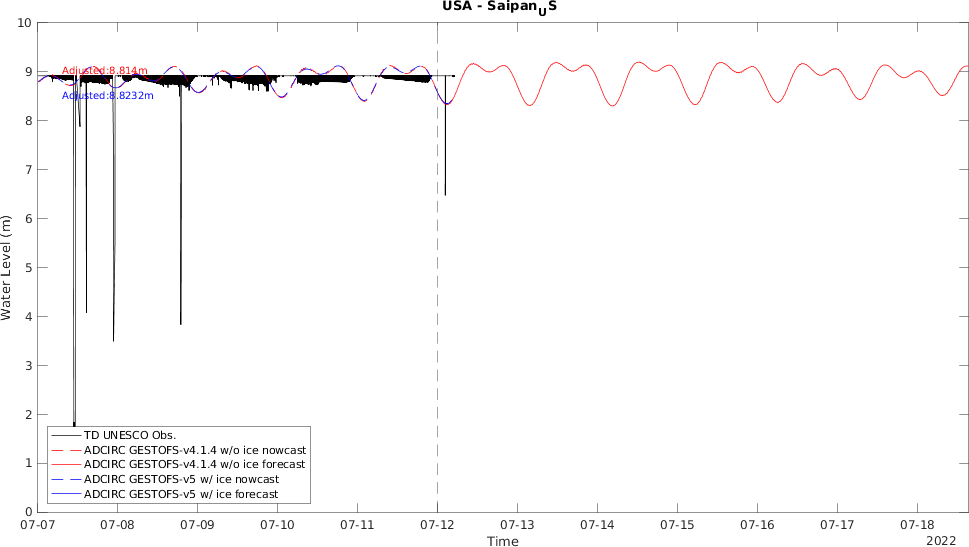 USA - SaipanUS
10
9
8
7
6
5
4
3
2
1
0
Water Level (m)
Adjusted:8.814m
Adjusted:8.8232m
TD UNESCO Obs.
ADCIRC GESTOFS-v4.1.4 w/o ice nowcast
ADCIRC GESTOFS-v4.1.4 w/o ice forecast
ADCIRC GESTOFS-v5 w/ ice nowcast
ADCIRC GESTOFS-v5 w/ ice forecast
07-07 07-08 07-09 07-10 07-11 07-12 07-13 07-14 07-15 07-16 07-17 07-18
Time
2022